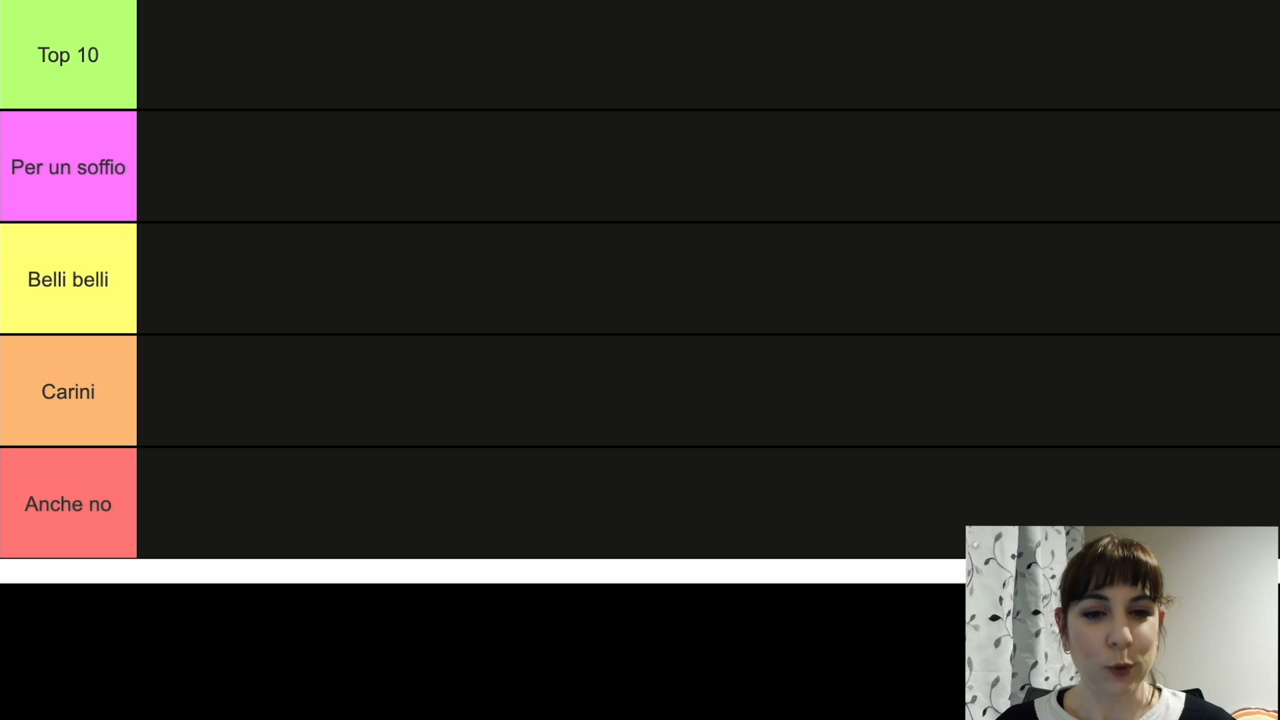 Top 10
Per un soffio
Belli belli
Carini
Anche no